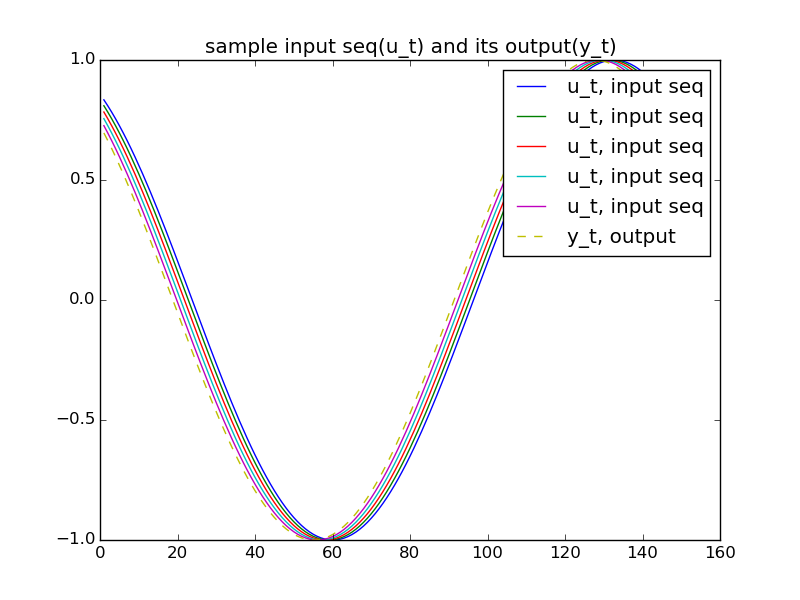 sample input seq(u_t) and its output(y_t)
1.0
0.5
0.0
−0.5
−1.0
u_t, input seq
u_t, input seq
u_t, input seq
u_t, input seq
u_t, input seq
y_t, output
0 20 40 60 80 100 120 140 160